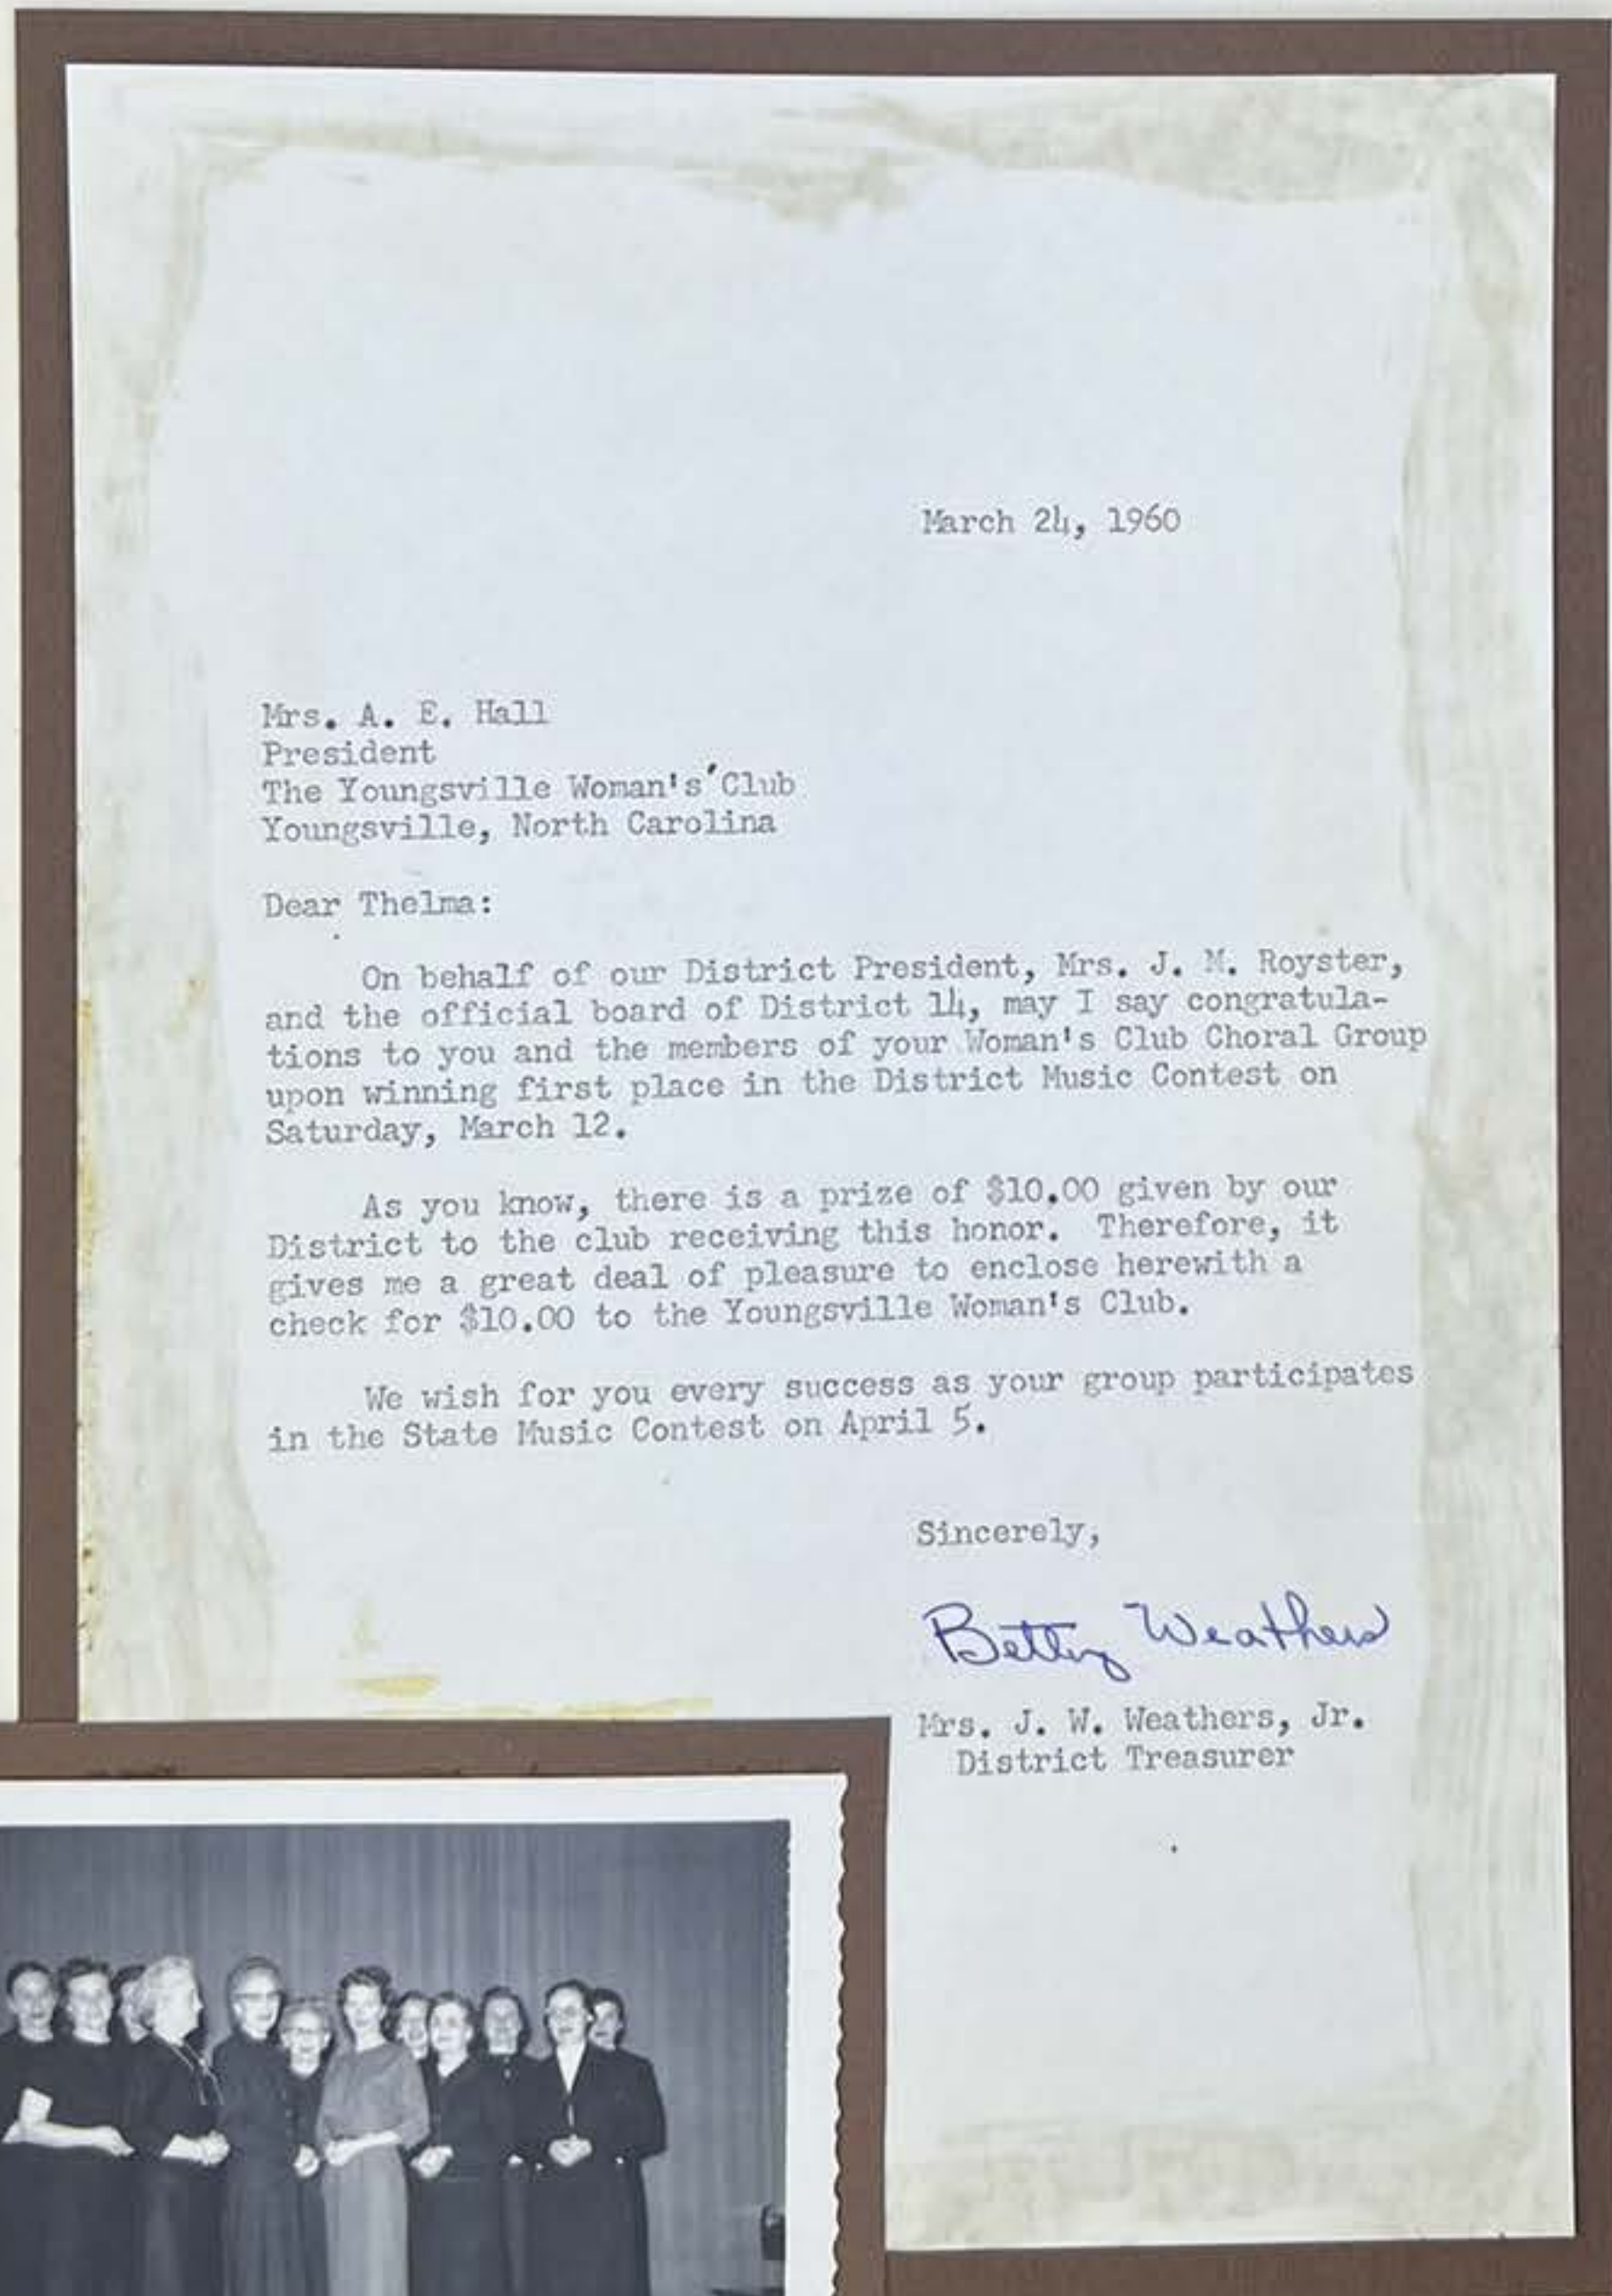 March 24, 1960
Mrs. A. E. Hall
President
The Youngsville Woman's Club
Youngsville, North Carolina
Dear Thelma:
On behalf of our District President, Mrs. J. M. Royster,
and the official board of District 14, may I say congratula-
tions to you and the members of your Woman's Club Choral Group
upon winning first place in the District Music Contest on
Saturday, March 12.
As you know, there is a prize of $10.00 given by our
District to the club receiving this honor. Therefore, it
gives me a great deal of pleasure to enclose herewith a
check for $10.00 to the Youngsville Woman's Club.
We wish for you every success as your group participates
in the State Music Contest on April 5.
Sincerely,
Betty Weathers
Mrs. J. W. Weathers, Jr.
District Treasurer